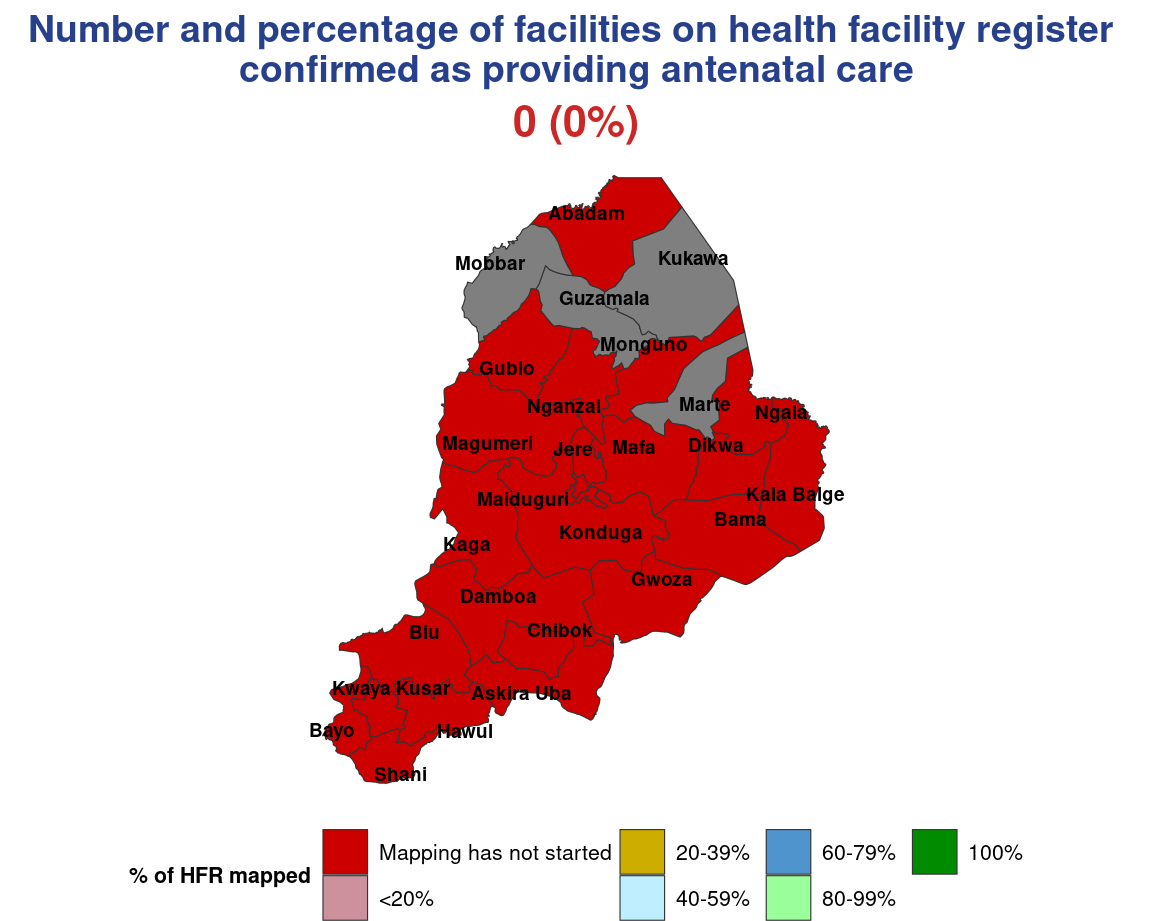 Number and percentage of facilities on health facility register
confirmed as providing antenatal care
0 (0%)
Abadam
Mobbar
Kukawa
Guzamala
Monguno
Gubio
Nganzai
Marte
Ngala
Magumeri
Jere
Mafa
Dikwa
Maiduguri
Kala Balge
Konduga
Bama
Kaga
Gwoza
Damboa
Biu
Chibok
Kwaya Kusar
Askira Uba
Bayo
Hawul
Shani
% of HFR mapped
Mapping has not started
<20%
20-39%
40-59%
60-79%
80-99%
100%